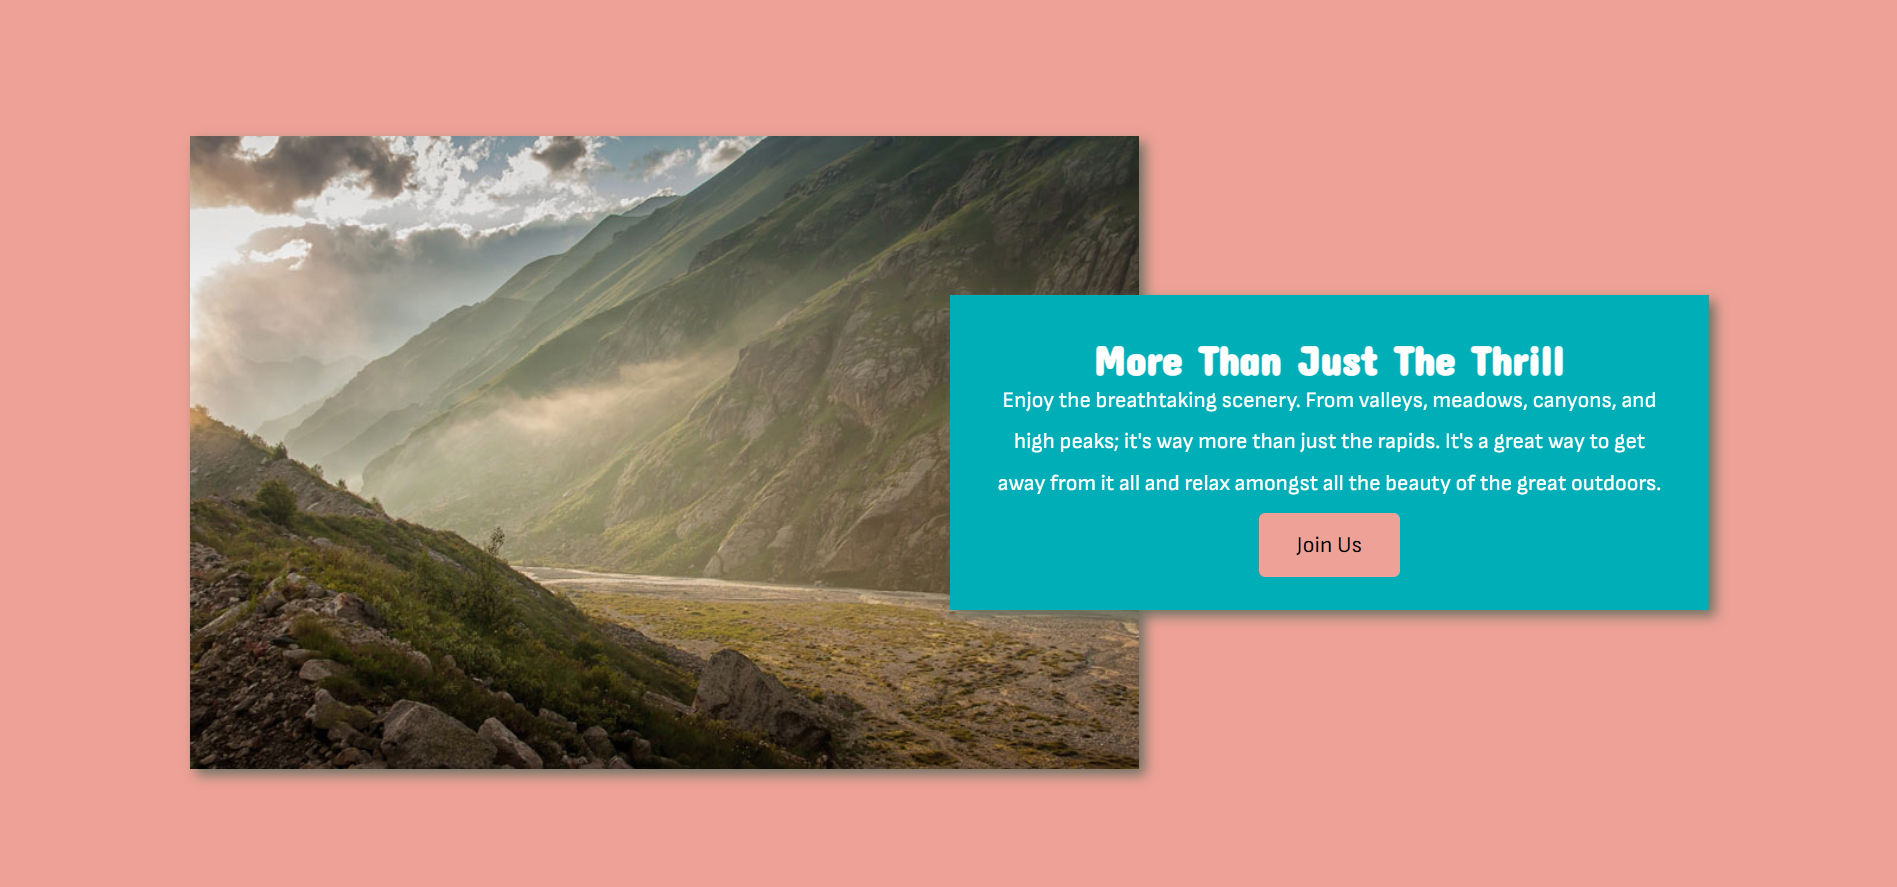 More Than Just The Thrill
Enjoy the breathtaking scenery. From valleys, meadows, canyons, and
high peaks; it's way more than just the rapids. It's a great way to get
away from it all and relax amongst all the beauty of the great outdoors.
Join Us